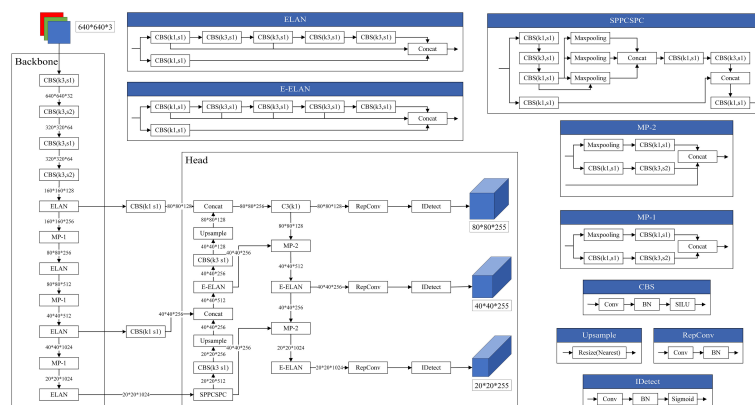 640*640*3
Backbone
CBS(k3,s1)
640*640*32
CBS(k3,s2)
320*320*64
CBS(k3,s1)
320*320*64
CBS(k3,s2)
160*160*128
ELAN
160*160*256
MP-1
80*80*256
ELAN
80*80*512
MP-1
40*40*512
ELAN
40*40*1024
MP-1
20*20*1024
ELAN
CBS(k1 s1)
80*80*128
CBS(k1 s1)
40*40*256
20*20*1024
ELAN
CBS(k1,s1)
CBS(k3,s1)
CBS(k3,s1)
CBS(k3,s1)
CBS(k3,s1)
Concat
CBS(k1,s1)
E-ELAN
CBS(k1,s1)
CBS(k3,s1)
CBS(k3,s1)
CBS(k3,s1)
CBS(k3,s1)
Concat
CBS(k1,s1)
Head
Concat
80*80*256
C3(k1)
80*80*128
RepConv
IDetect
80*80*255
80*80*128
Upsample
40*40*128
CBS(k3 s1)
40*40*256
40*40*256
80*80*128
MP-2
40*40*512
E-ELAN
E-ELAN
40*40*256
RepConv
IDetect
40*40*255
40*40*512
Concat
40*40*256
Upsample
20*20*256
CBS(k3 s1)
20*20*512
SPPCSPC
40*40*256
40*40*256
MP-2
20*20*1024
E-ELAN
20*20*1024
RepConv
IDetect
20*20*255
SPPCSPC
CBS(k1,s1)
Maxpooling
CBS(k3,s1)
Maxpooling
Concat
CBS(k1,s1)
CBS(k3,s1)
CBS(k1,s1)
Maxpooling
Concat
CBS(k1,s1)
CBS(k1,s1)
MP-2
Maxpooling
CBS(k1,s1)
Concat
CBS(k1,s1)
CBS(k3,s2)
MP-1
Maxpooling
CBS(k1,s1)
Concat
CBS(k1,s1)
CBS(k3,s2)
CBS
Conv
BN
SILU
Upsample
Resize(Nearest)
RepConv
Conv
BN
IDetect
Conv
BN
Sigmoid